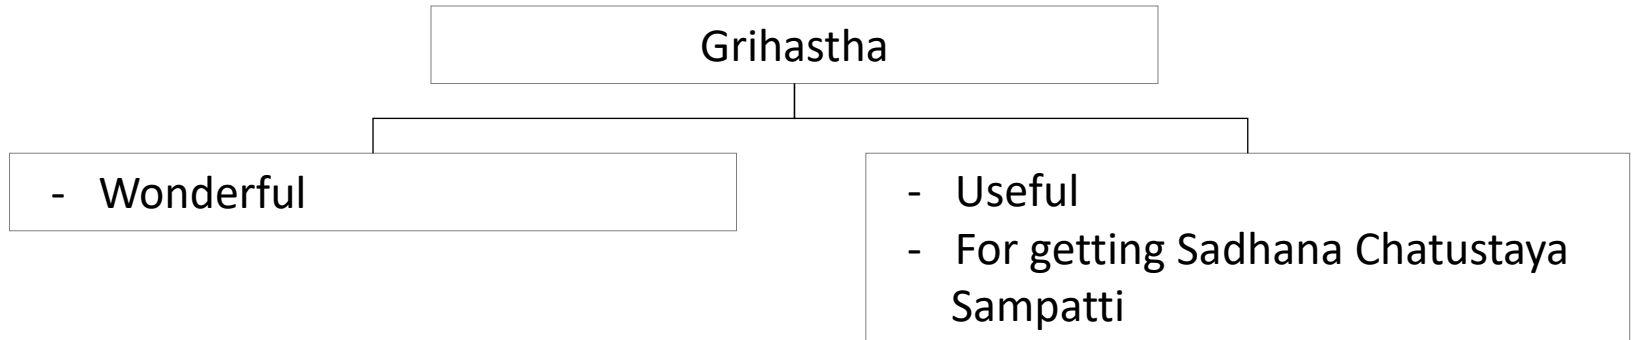 Grihastha
- Wonderful
- Useful
- For getting Sadhana Chatustaya
Sampatti